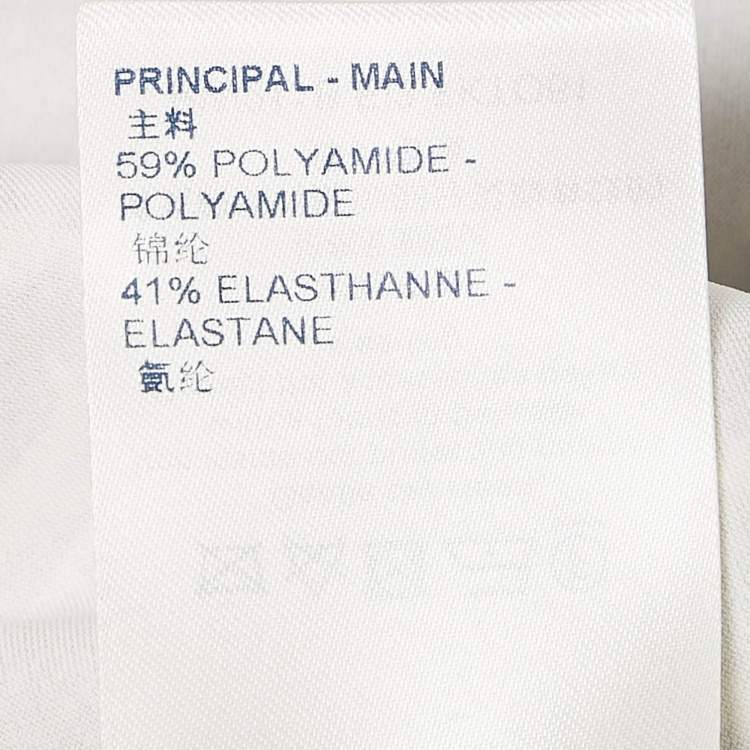 PRINCIPAL - MAIN
主料
59% POLYAMIDE -
POLYAMIDE
锦纶
41% ELASTHANNE -
ELASTANE
氨纶